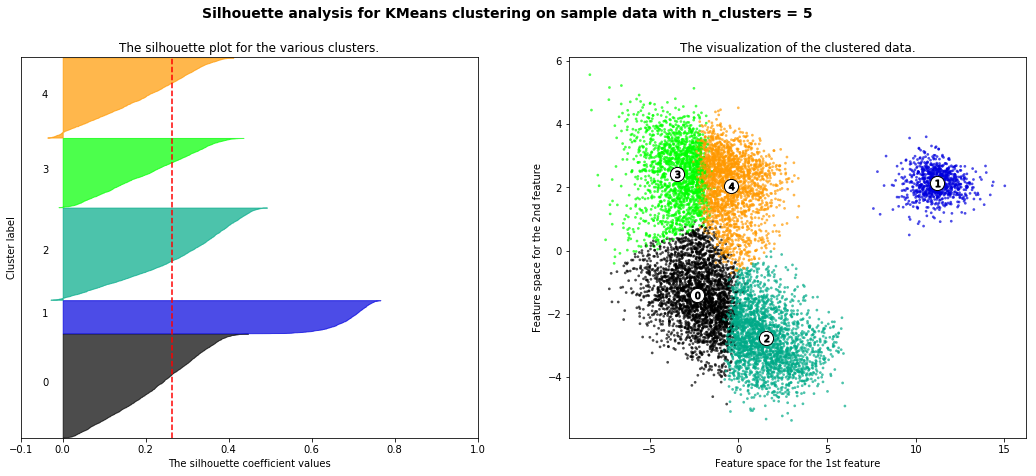 Silhouette analysis for KMeans clustering on sample data with n_clusters = 5
The silhouette plot for the various clusters.
Cluster label
4
3
2
1
0
−0.1 0.0 0.2 0.4 0.6 0.8 1.0
The silhouette coefficient values
The visualization of the clustered data.
Feature space for the 2nd feature
6
4
2
0
−2
−4
3
4
1
0
2
−5 0 5 10 15
Feature space for the 1st feature